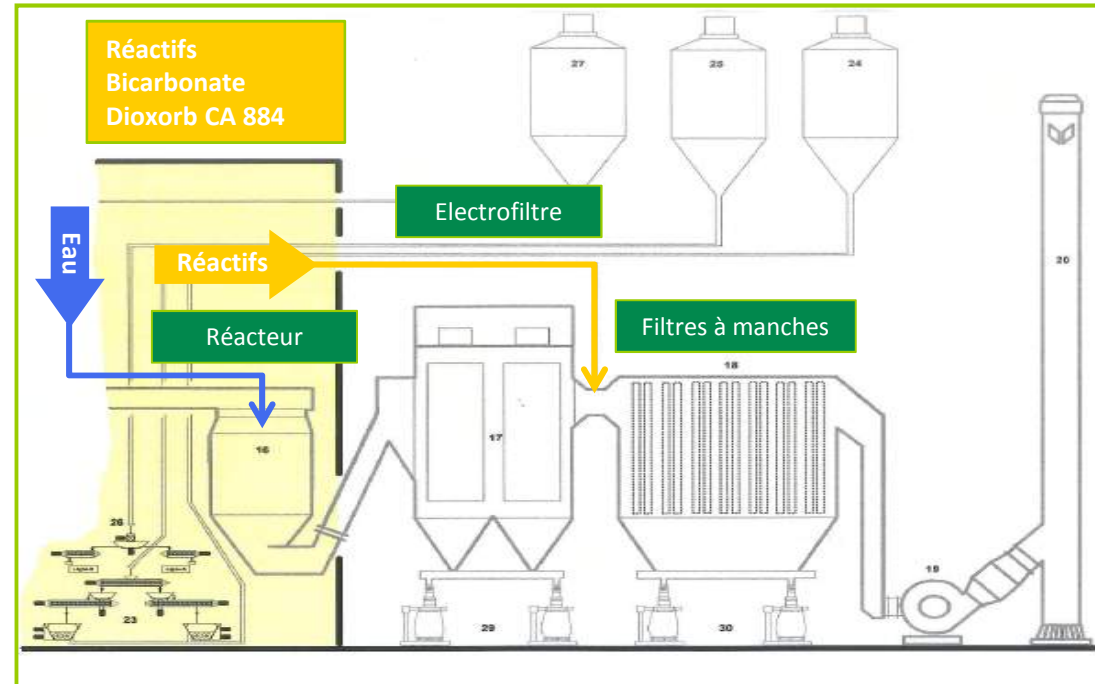 Réactifs
Bicarbonate
Dioxorb CA 884
27
25
24
Electrofiltre
Eau
Réactifs
20
Réacteur
Filtres à manches
18
17
16
26
19
23
29
30